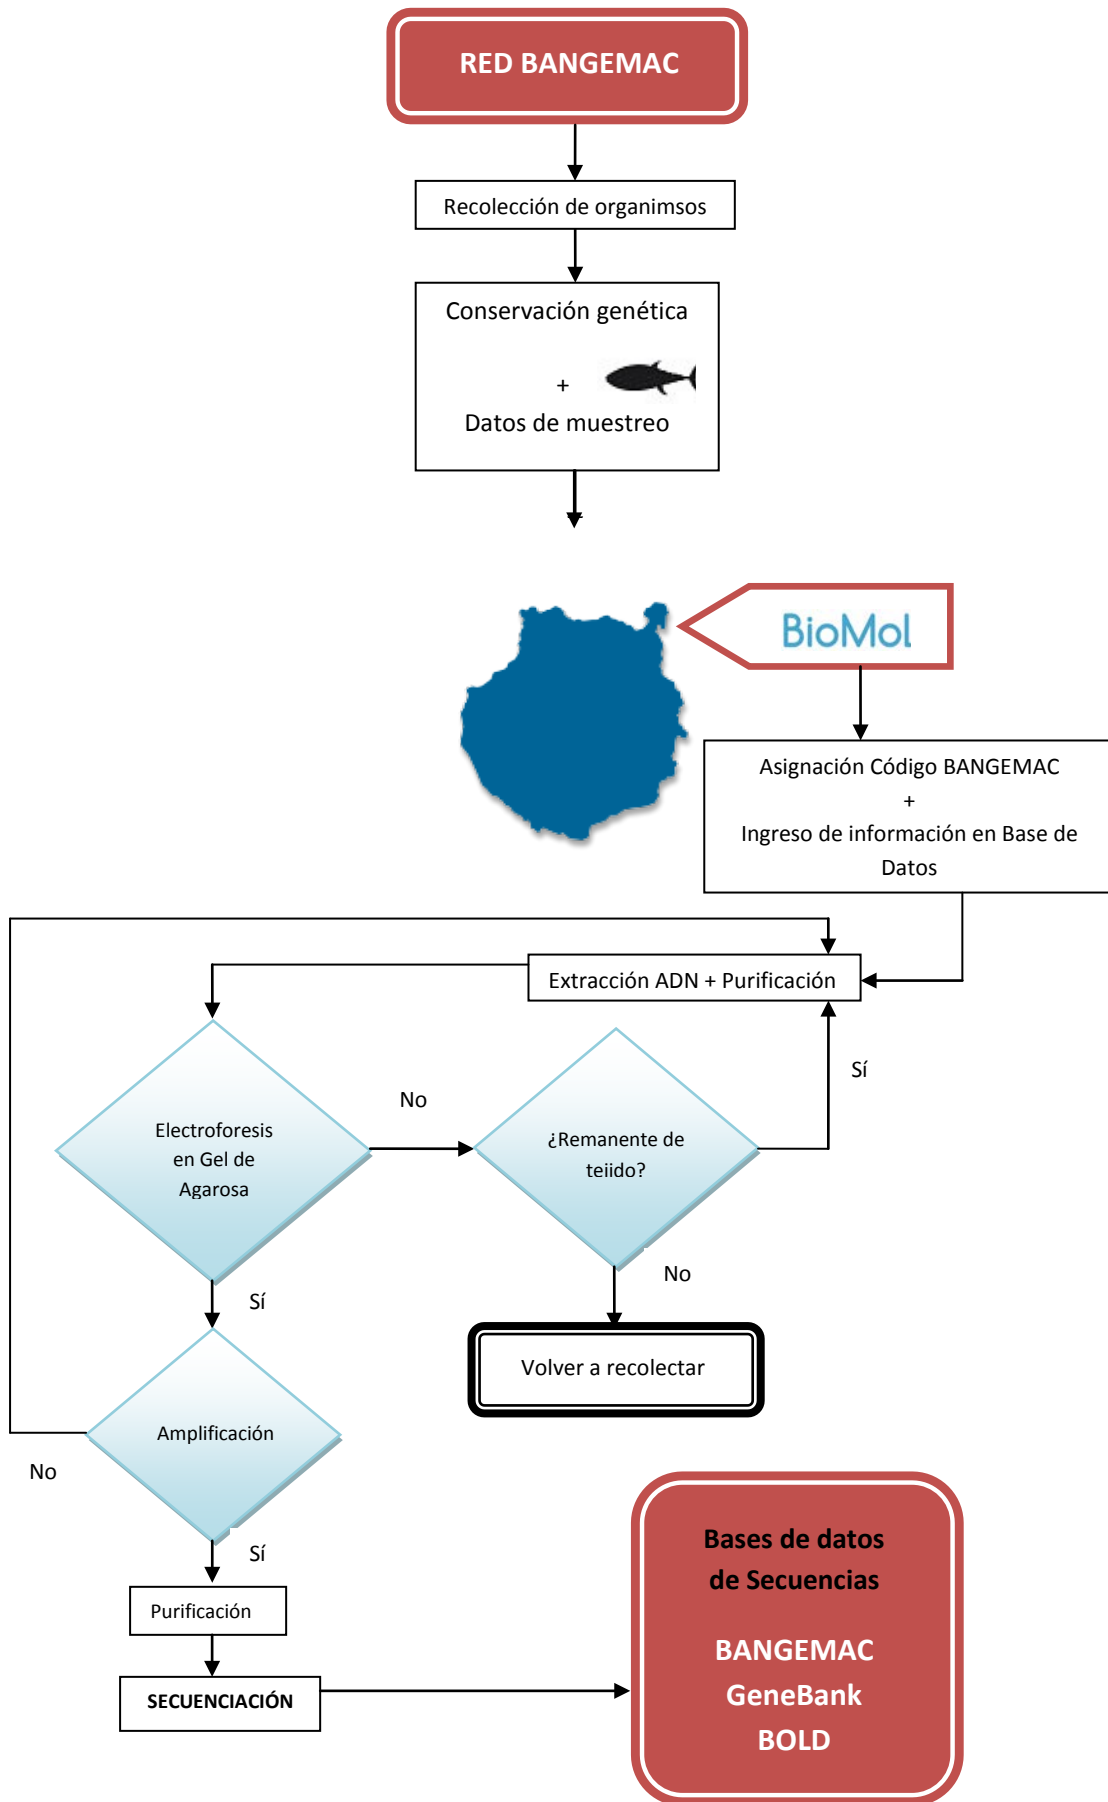 RED BANGEMAC
Recolección de organimsos
Conservación genética
+
Datos de muestreo
BioMol
Asignación Código BANGEMAC
+
Ingreso de información en Base de
Datos
Extracción ADN + Purificación
Sí
No
Electroforesis
en Gel de
Agarosa
¿Remanente de
teiido?
Sí
No
Volver a recolectar
Amplificación
No
Sí
Purificación
SECUENCIACIÓN
Bases de datos
de Secuencias
BANGEMAC
GeneBank
BOLD